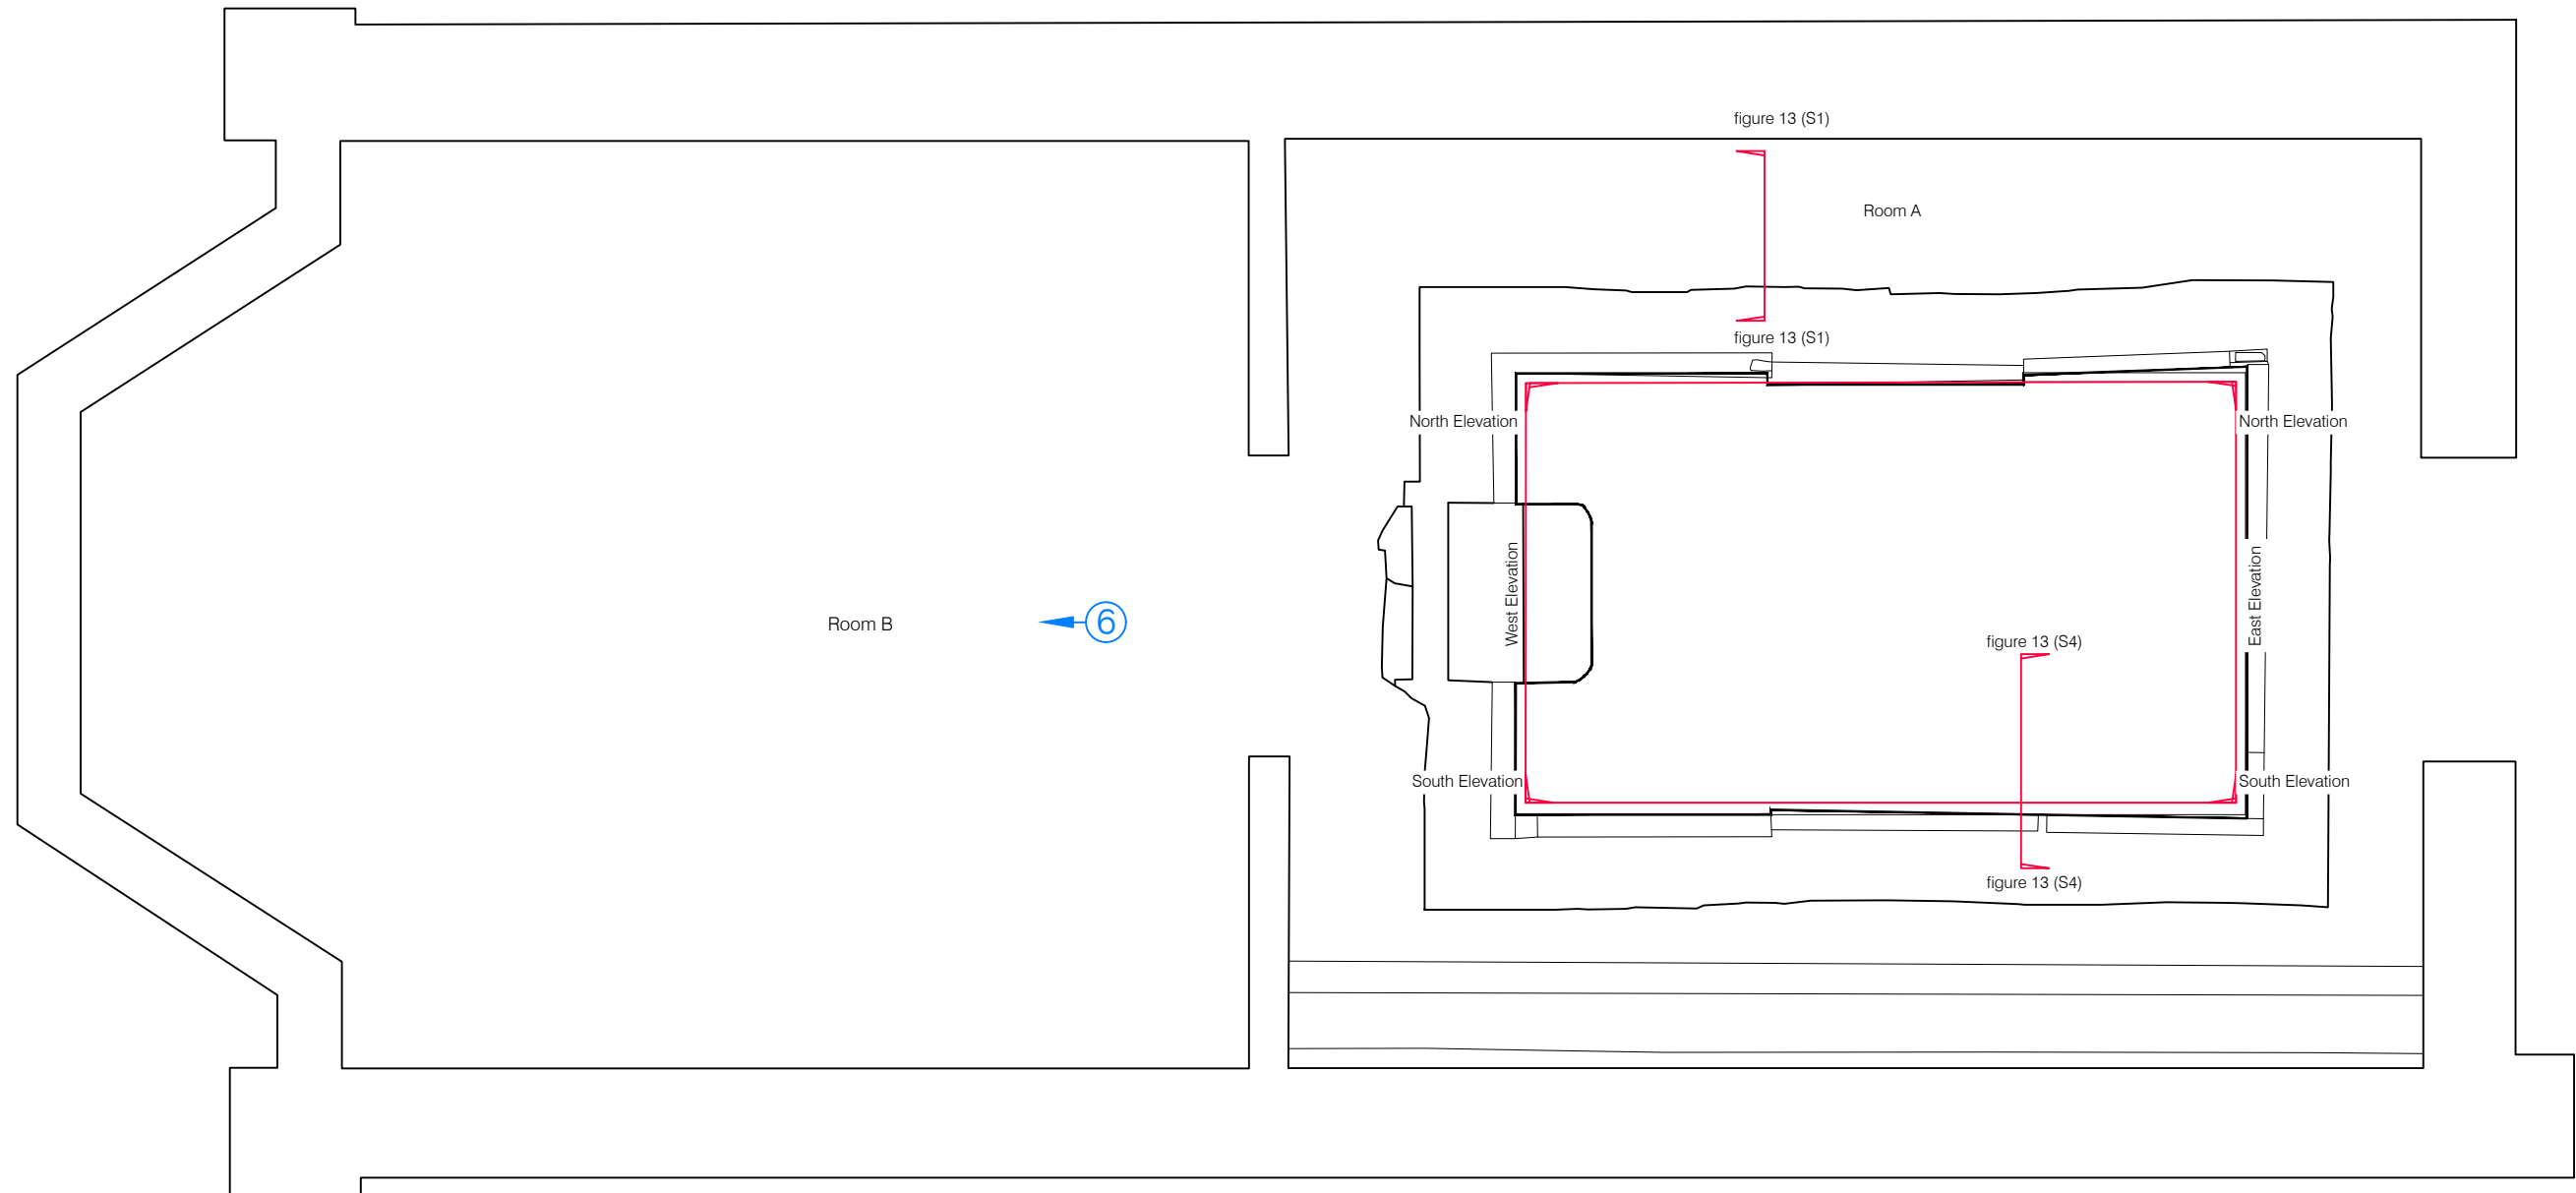 figure 13 (S1)
Room A
figure 13 (S1)
North Elevation
North Elevation
West Elevation
East Elevation
Room B
6
figure 13 (S4)
South Elevation
South Elevation
figure 13 (S4)